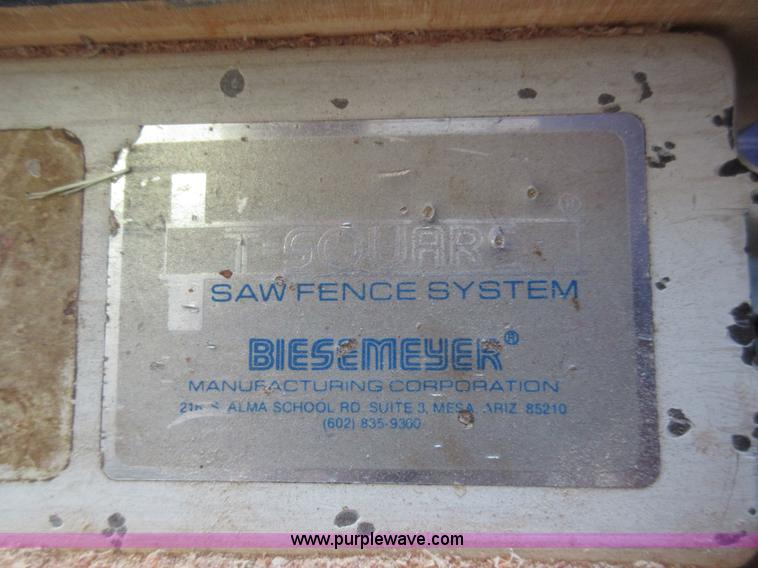 T-SQUARE ®
SAW FENCE SYSTEM
BIESEMEYER®
MANUFACTURING CORPORATION
S. ALMA SCHOOL RD. SUITE 3, MESA, ARIZ. 85210
(602) 835-9300
www.purplewave.com